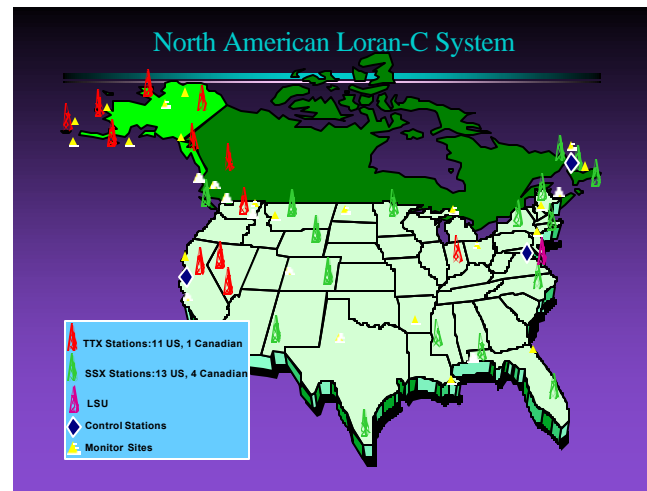 North American Loran-C System
TTX Stations:11 US, 1 Canadian
SSX Stations:13 US, 4 Canadian
LSU
Control Stations
Monitor Sites